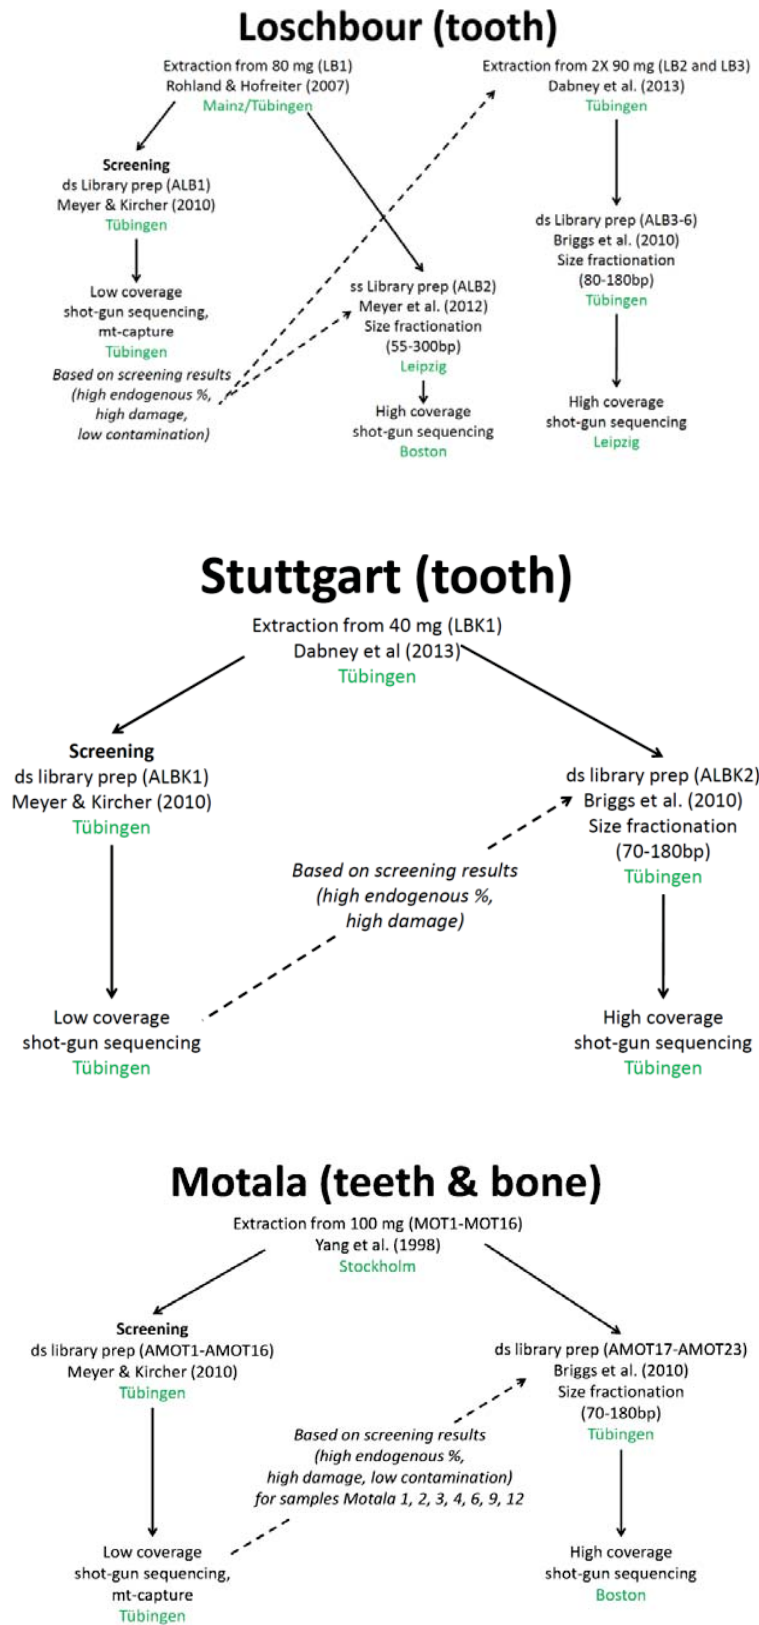 Loschbour (tooth)
Extraction from 80 mg (LB1)
Rohland & Hofreiter (2007)
Mainz/Tübingen
Extraction from 2X 90 mg (LB2 and LB3)
Dabney et al. (2013)
Tübingen
Screening
ds Library prep (ALB1)
Meyer & Kircher (2010)
Tübingen
ds Library prep (ALB3-6)
Briggs et al. (2010)
Size fractionation
(80-180bp)
Tübingen
ss Library prep (ALB2)
Meyer et al. (2012)
Size fractionation
(55-300bp)
Leipzig
Low coverage
shot-gun sequencing,
mt-capture
Tübingen
Based on screening results
(high endogenous %,
high damage,
low contamination)
High coverage
shot-gun sequencing
Boston
High coverage
shot-gun sequencing
Leipzig
Stuttgart (tooth)
Extraction from 40 mg (LBK1)
Dabney et al (2013)
Tübingen
Screening
ds library prep (ALBK1)
Meyer & Kircher (2010)
Tübingen
ds library prep (ALBK2)
Briggs et al. (2010)
Size fractionation
(70-180bp)
Tübingen
Based on screening results
(high endogenous %,
high damage)
Low coverage
shot-gun sequencing
Tübingen
High coverage
shot-gun sequencing
Tübingen
Motala (teeth & bone)
Extraction from 100 mg (MOT1-MOT16)
Yang et al. (1998)
Stockholm
Screening
ds library prep (AMOT1-AMOT16)
Meyer & Kircher (2010)
Tübingen
ds library prep (AMOT17-AMOT23)
Briggs et al. (2010)
Size fractionation
(70-180bp)
Tübingen
Based on screening results
(high endogenous %,
high damage, low contamination)
for samples Motala 1, 2, 3, 4, 6, 9, 12
Low coverage
shot-gun sequencing,
mt-capture
Tübingen
High coverage
shot-gun sequencing
Boston